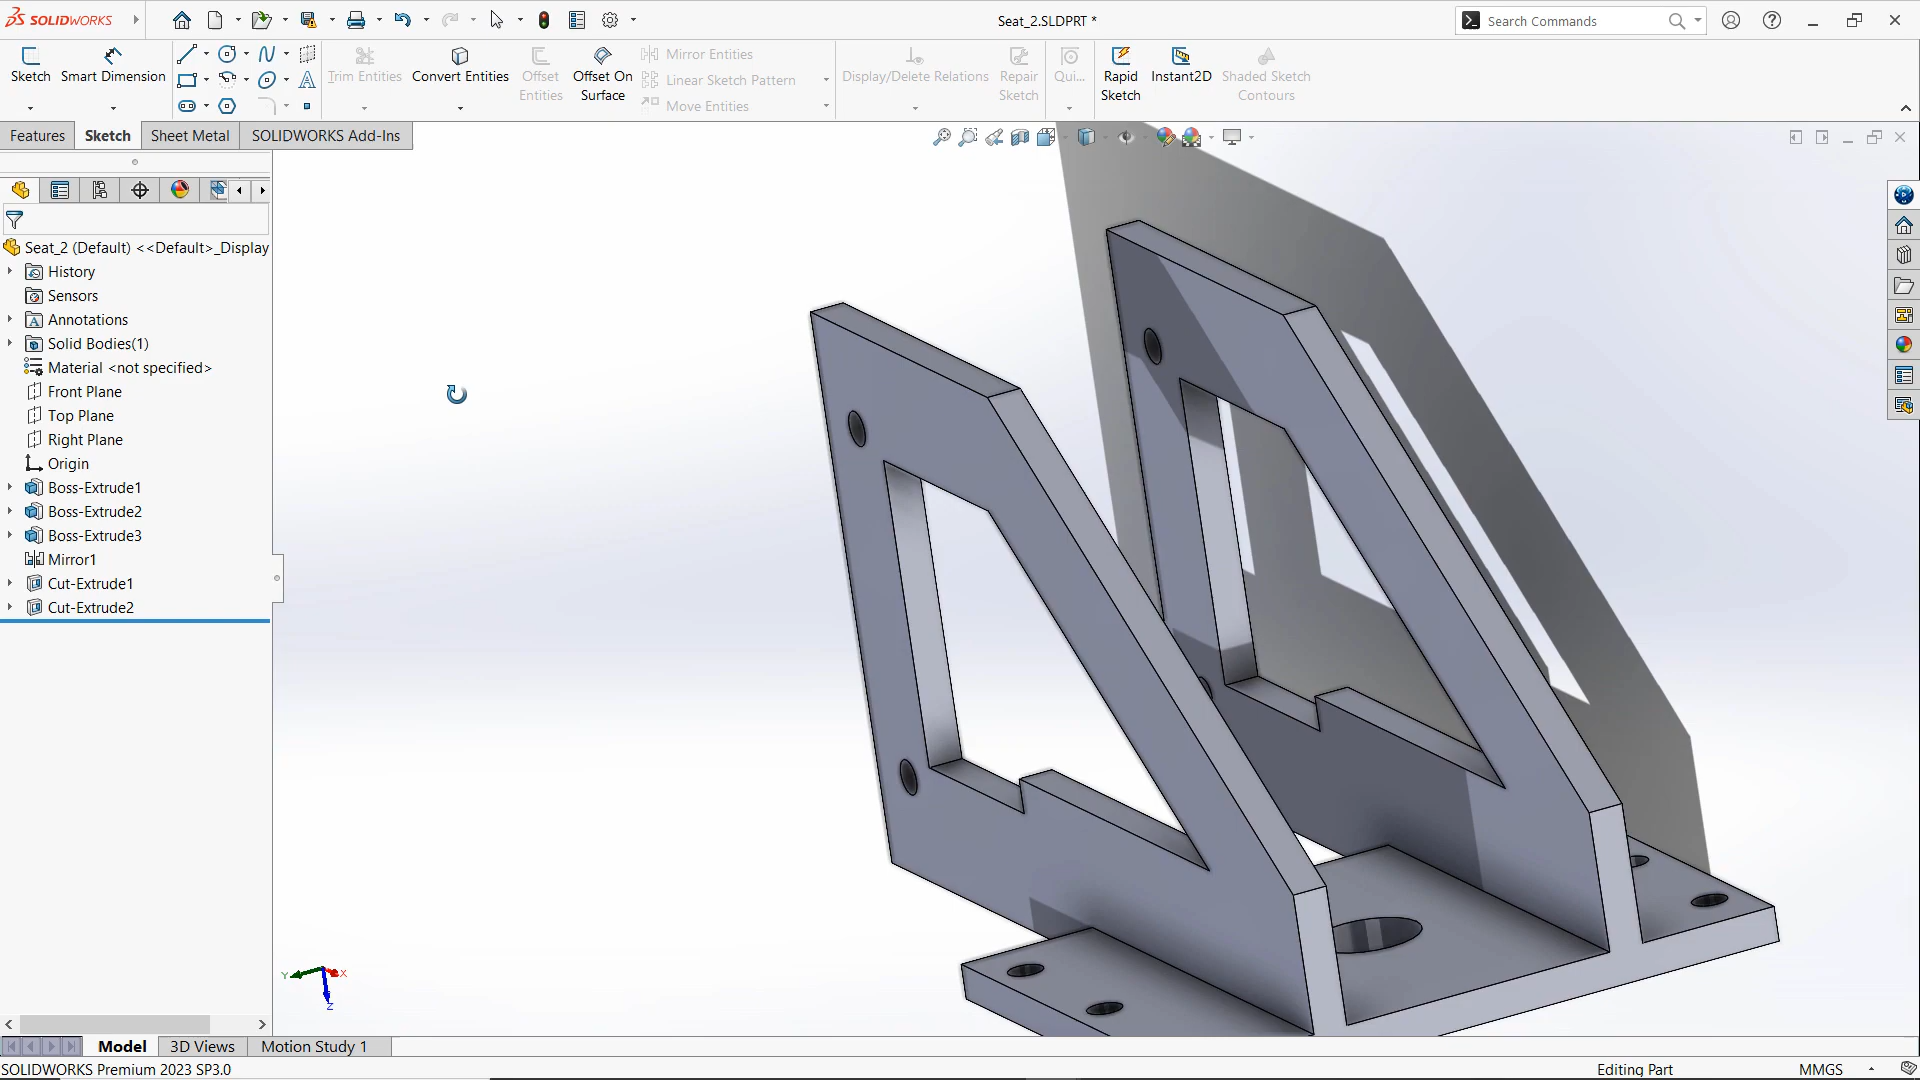 SOLIDWORKS
Seat_2.SLDPRT *
Search Commands
Sketch
Smart Dimension
Trim Entities
Convert Entities
Offset
Entities
Offset On
Surface
Mirror Entities
Linear Sketch Pattern
Move Entities
Display/Delete Relations
Repair
Sketch
Qui...
Rapid
Sketch
Instant2D
Shaded Sketch
Contours
Features
Sketch
Sheet Metal
SOLIDWORKS Add-Ins
Seat_2 (Default) <<Default>_Display
History
Sensors
Annotations
Solid Bodies(1)
Material <not specified>
Front Plane
Top Plane
Right Plane
Origin
Boss-Extrude1
Boss-Extrude2
Boss-Extrude3
Mirror1
Cut-Extrude1
Cut-Extrude2
Y
X
Z
Model
3D Views
Motion Study 1
SOLIDWORKS Premium 2023 SP3.0
Editing Part
MMGS